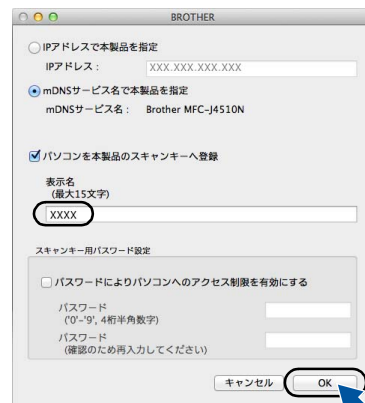 BROTHER
IPアドレスで本製品を指定
IPアドレス： XXX.XXX.XXX.XXX
mDNSサービス名で本製品を指定
mDNSサービス名： Brother MFC-J4510N
パソコンを本製品のスキャンキーへ登録
表示名
(最大15文字)
XXXX
スキャンキー用パスワード設定
パスワードによりパソコンへのアクセス制限を有効にする
パスワード
('0'-'9', 4桁半角数字)
パスワード
(確認のため再入力してください)
キャンセル OK